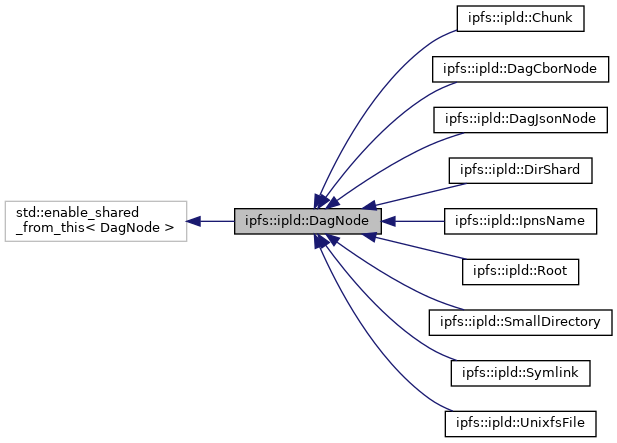 ipfs::ipld::Chunk
ipfs::ipld::DagCborNode
ipfs::ipld::DagJsonNode
ipfs::ipld::DirShard
std::enable_shared
_from_this< DagNode >
ipfs::ipld::DagNode
ipfs::ipld::IpnsName
ipfs::ipld::Root
ipfs::ipld::SmallDirectory
ipfs::ipld::Symlink
ipfs::ipld::UnixfsFile